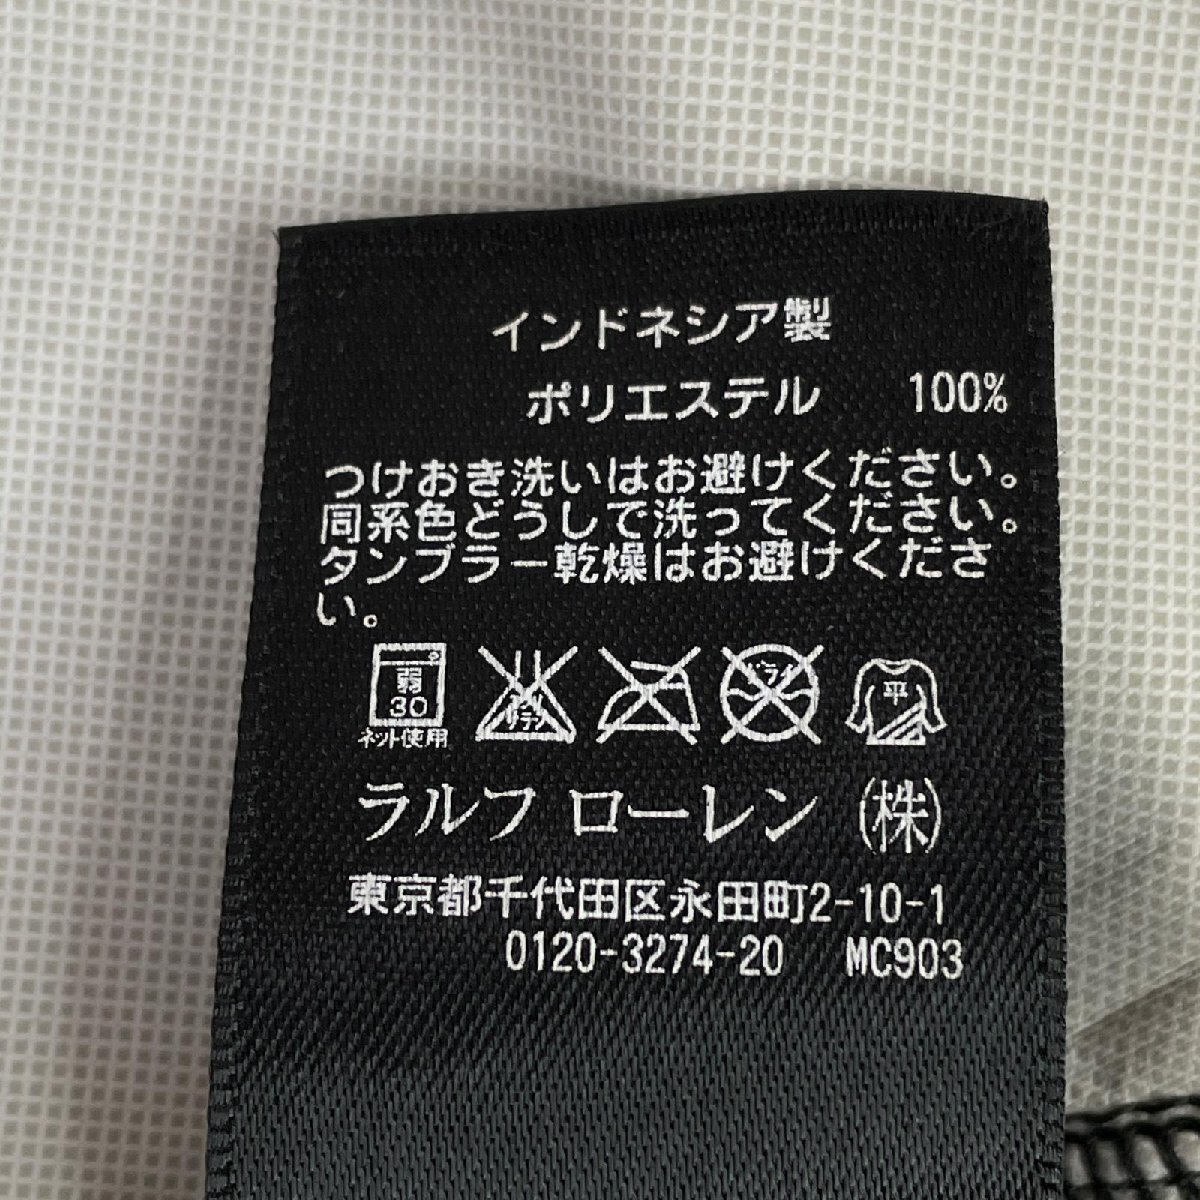 インドネシア製
ポリエステル 100%
つけおき洗いはお避けください。
同系色どうしで洗ってください。
タンブラー乾燥はお避けくださ
い。
弱
30
ネット使用
ドライ
平
ラルフ ローレン (株)
東京都千代田区永田町2-10-1
0120-3274-20 MC903